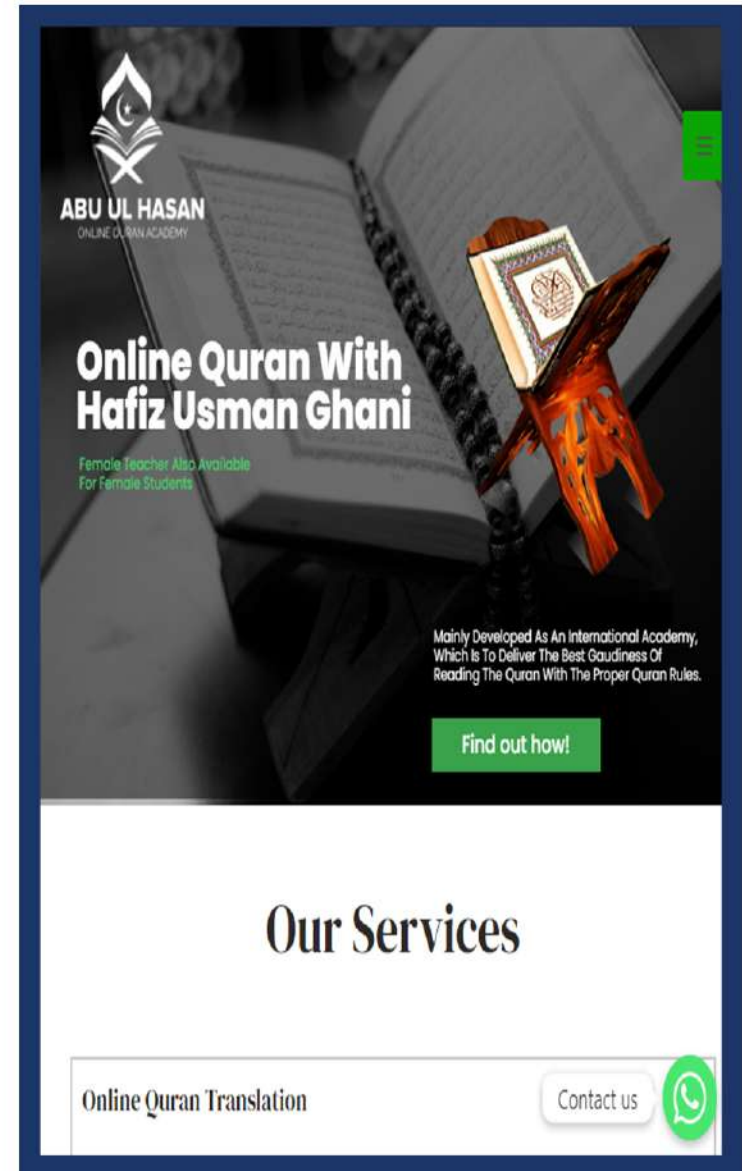 ABU UL HASAN
ONLINE QURAN ACADEMY
Online Quran With
Hafiz Usman Ghani
Female Teacher Also Available
For Female Students
Mainly Developed As An International Academy,
Which Is To Deliver The Best Gaudiness Of
Reading The Quran With The Proper Quran Rules.
Find out how!
Our Services
Online Quran Translation
Contact us